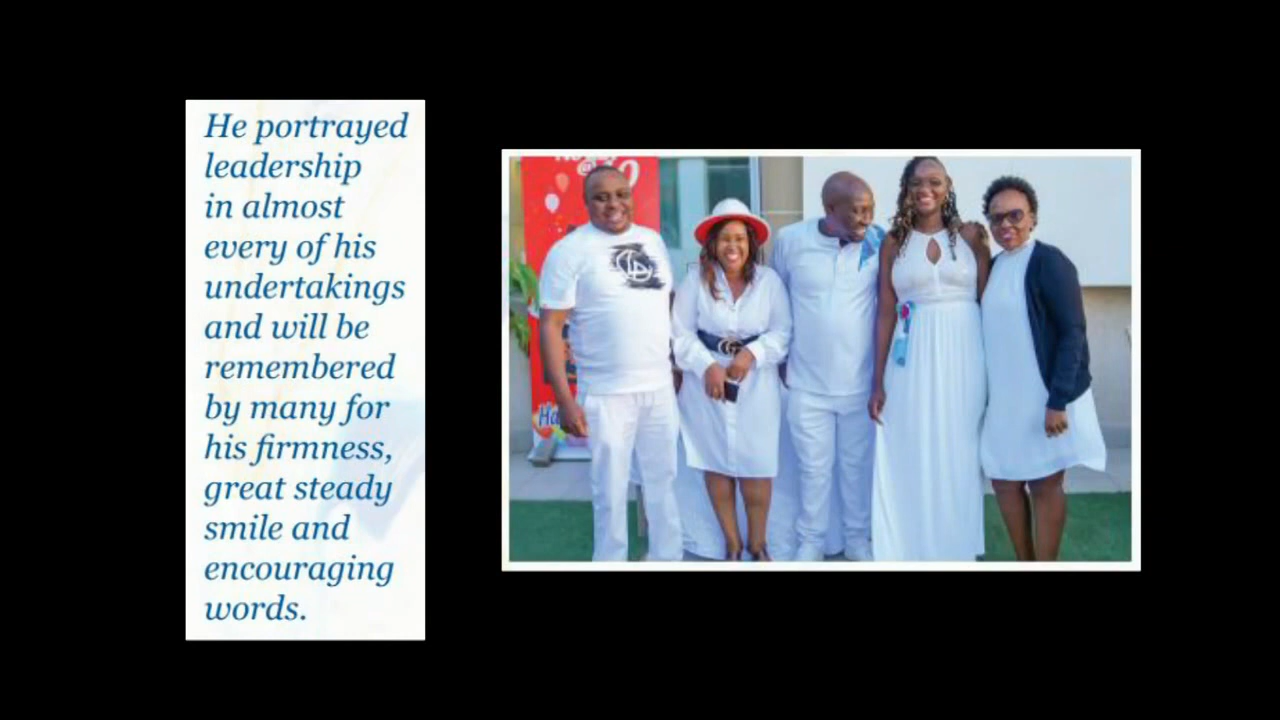 He portrayed
leadership
in almost
every of his
undertakings
and will be
remembered
by many for
his firmness,
great steady
smile and
encouraging
words.